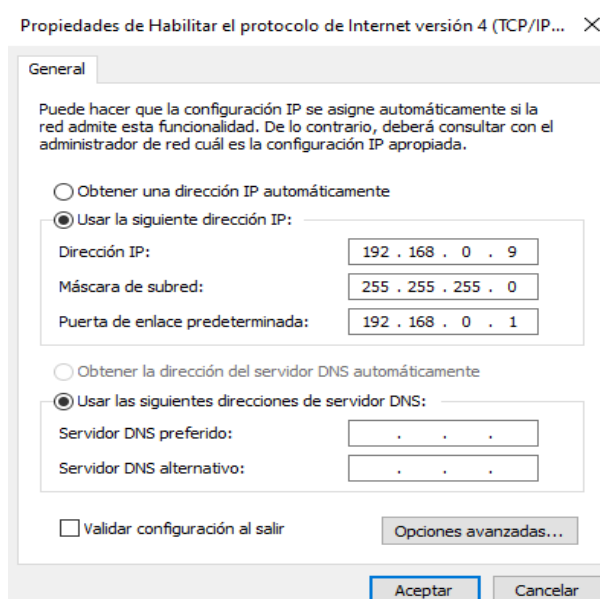 Propiedades de Habilitar el protocolo de Internet versión 4 (TCP/IP...
General
Puede hacer que la configuración IP se asigne automáticamente si la
red admite esta funcionalidad. De lo contrario, deberá consultar con el
administrador de red cuál es la configuración IP apropiada.
Obtener una dirección IP automáticamente
Usar la siguiente dirección IP:
Dirección IP: 192 . 168 . 0 . 9
Máscara de subred: 255 . 255 . 255 . 0
Puerta de enlace predeterminada: 192 . 168 . 0 . 1
Obtener la dirección del servidor DNS automáticamente
Usar las siguientes direcciones de servidor DNS:
Servidor DNS preferido: . . .
Servidor DNS alternativo: . . .
Validar configuración al salir
Opciones avanzadas...
Aceptar Cancelar